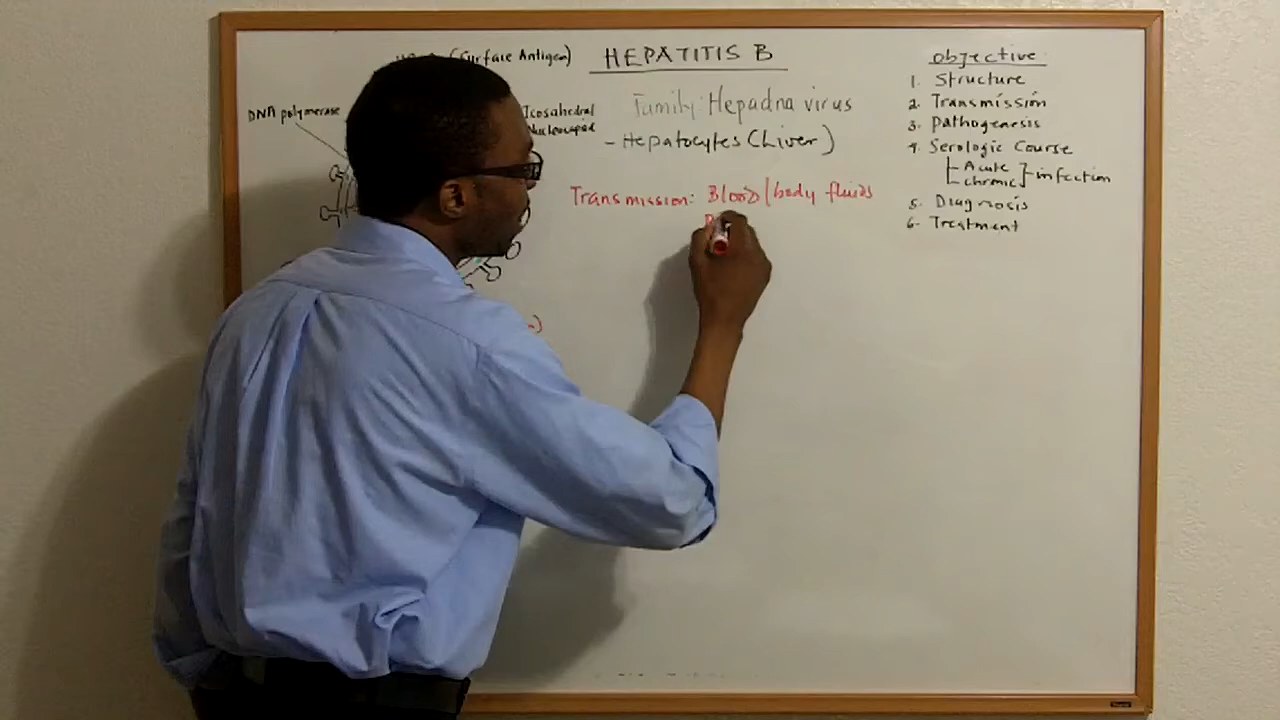 (Surface Antigen)
DNA polymerase
Icosahedral
Nucleocapsid
HEPATITIS B
Family: Hepadna virus
- Hepatocytes (Liver)
Transmission: Blood/body fluids
Objective
1. Structure
2. Transmission
3. Pathogenesis
4. Serologic Course
Acute
chronic
infection
5. Diagnosis
6. Treatment